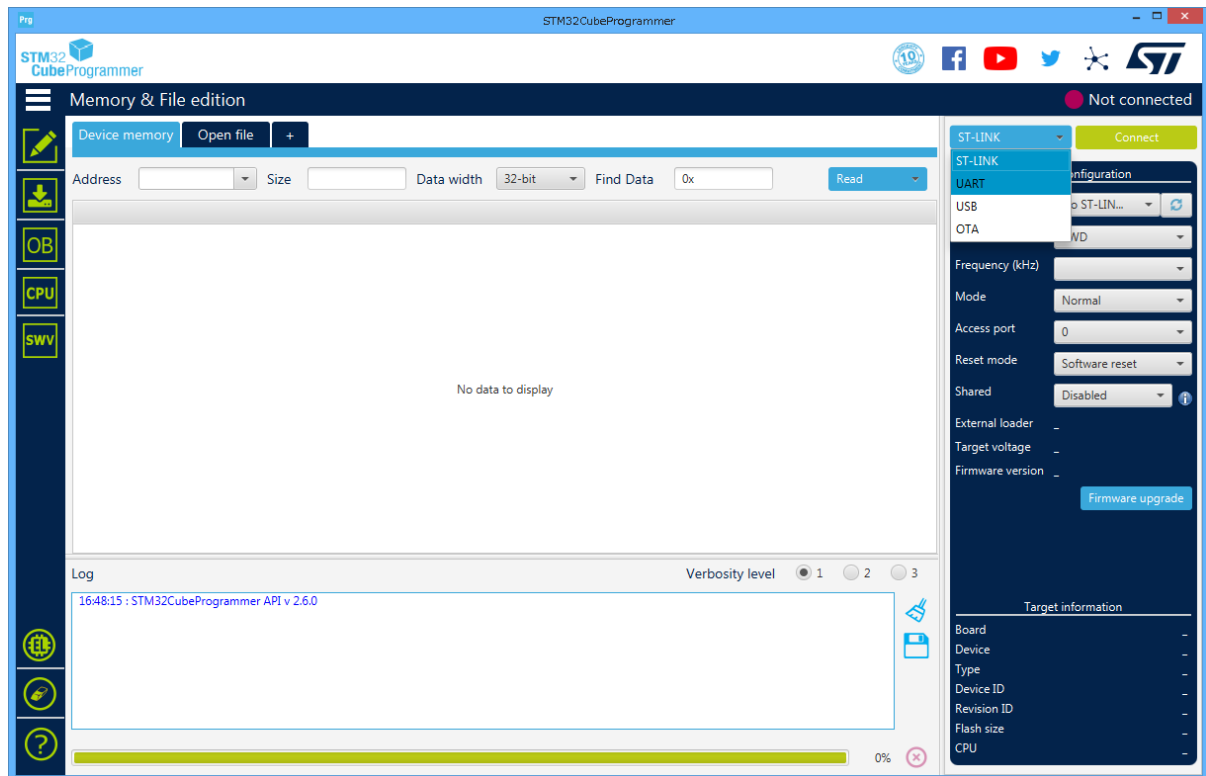 Prg
STM32CubeProgrammer
STM32
CubeProgrammer
10
Memory & File edition
Not connected
Device memory
Open file
+
ST-LINK
Connect
Address
Size
Data width
32-bit
Find Data
0x
Read
ST-LINK
UART
USB
OTA
onfiguration
o ST-LIN...
WD
OB
CPU
SWV
Frequency (kHz)
Mode
Normal
Access port
0
Reset mode
Software reset
Shared
Disabled
External loader
_
Target voltage
_
Firmware version
_
Firmware upgrade
No data to display
Log
Verbosity level
1
2
3
16:48:15 : STM32CubeProgrammer API v 2.6.0
Target information
Board _
Device _
Type _
Device ID _
Revision ID _
Flash size _
CPU _
EL
?
0%